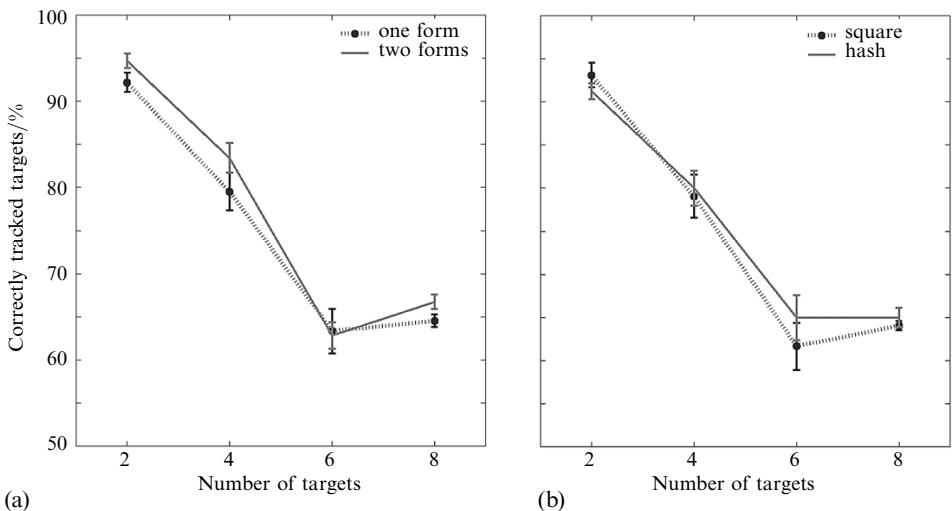 100
90
80
70
60
50
Correctly tracked targets/%
one form
two forms
2 4 6 8
Number of targets
(a)
square
hash
2 4 6 8
Number of targets
(b)